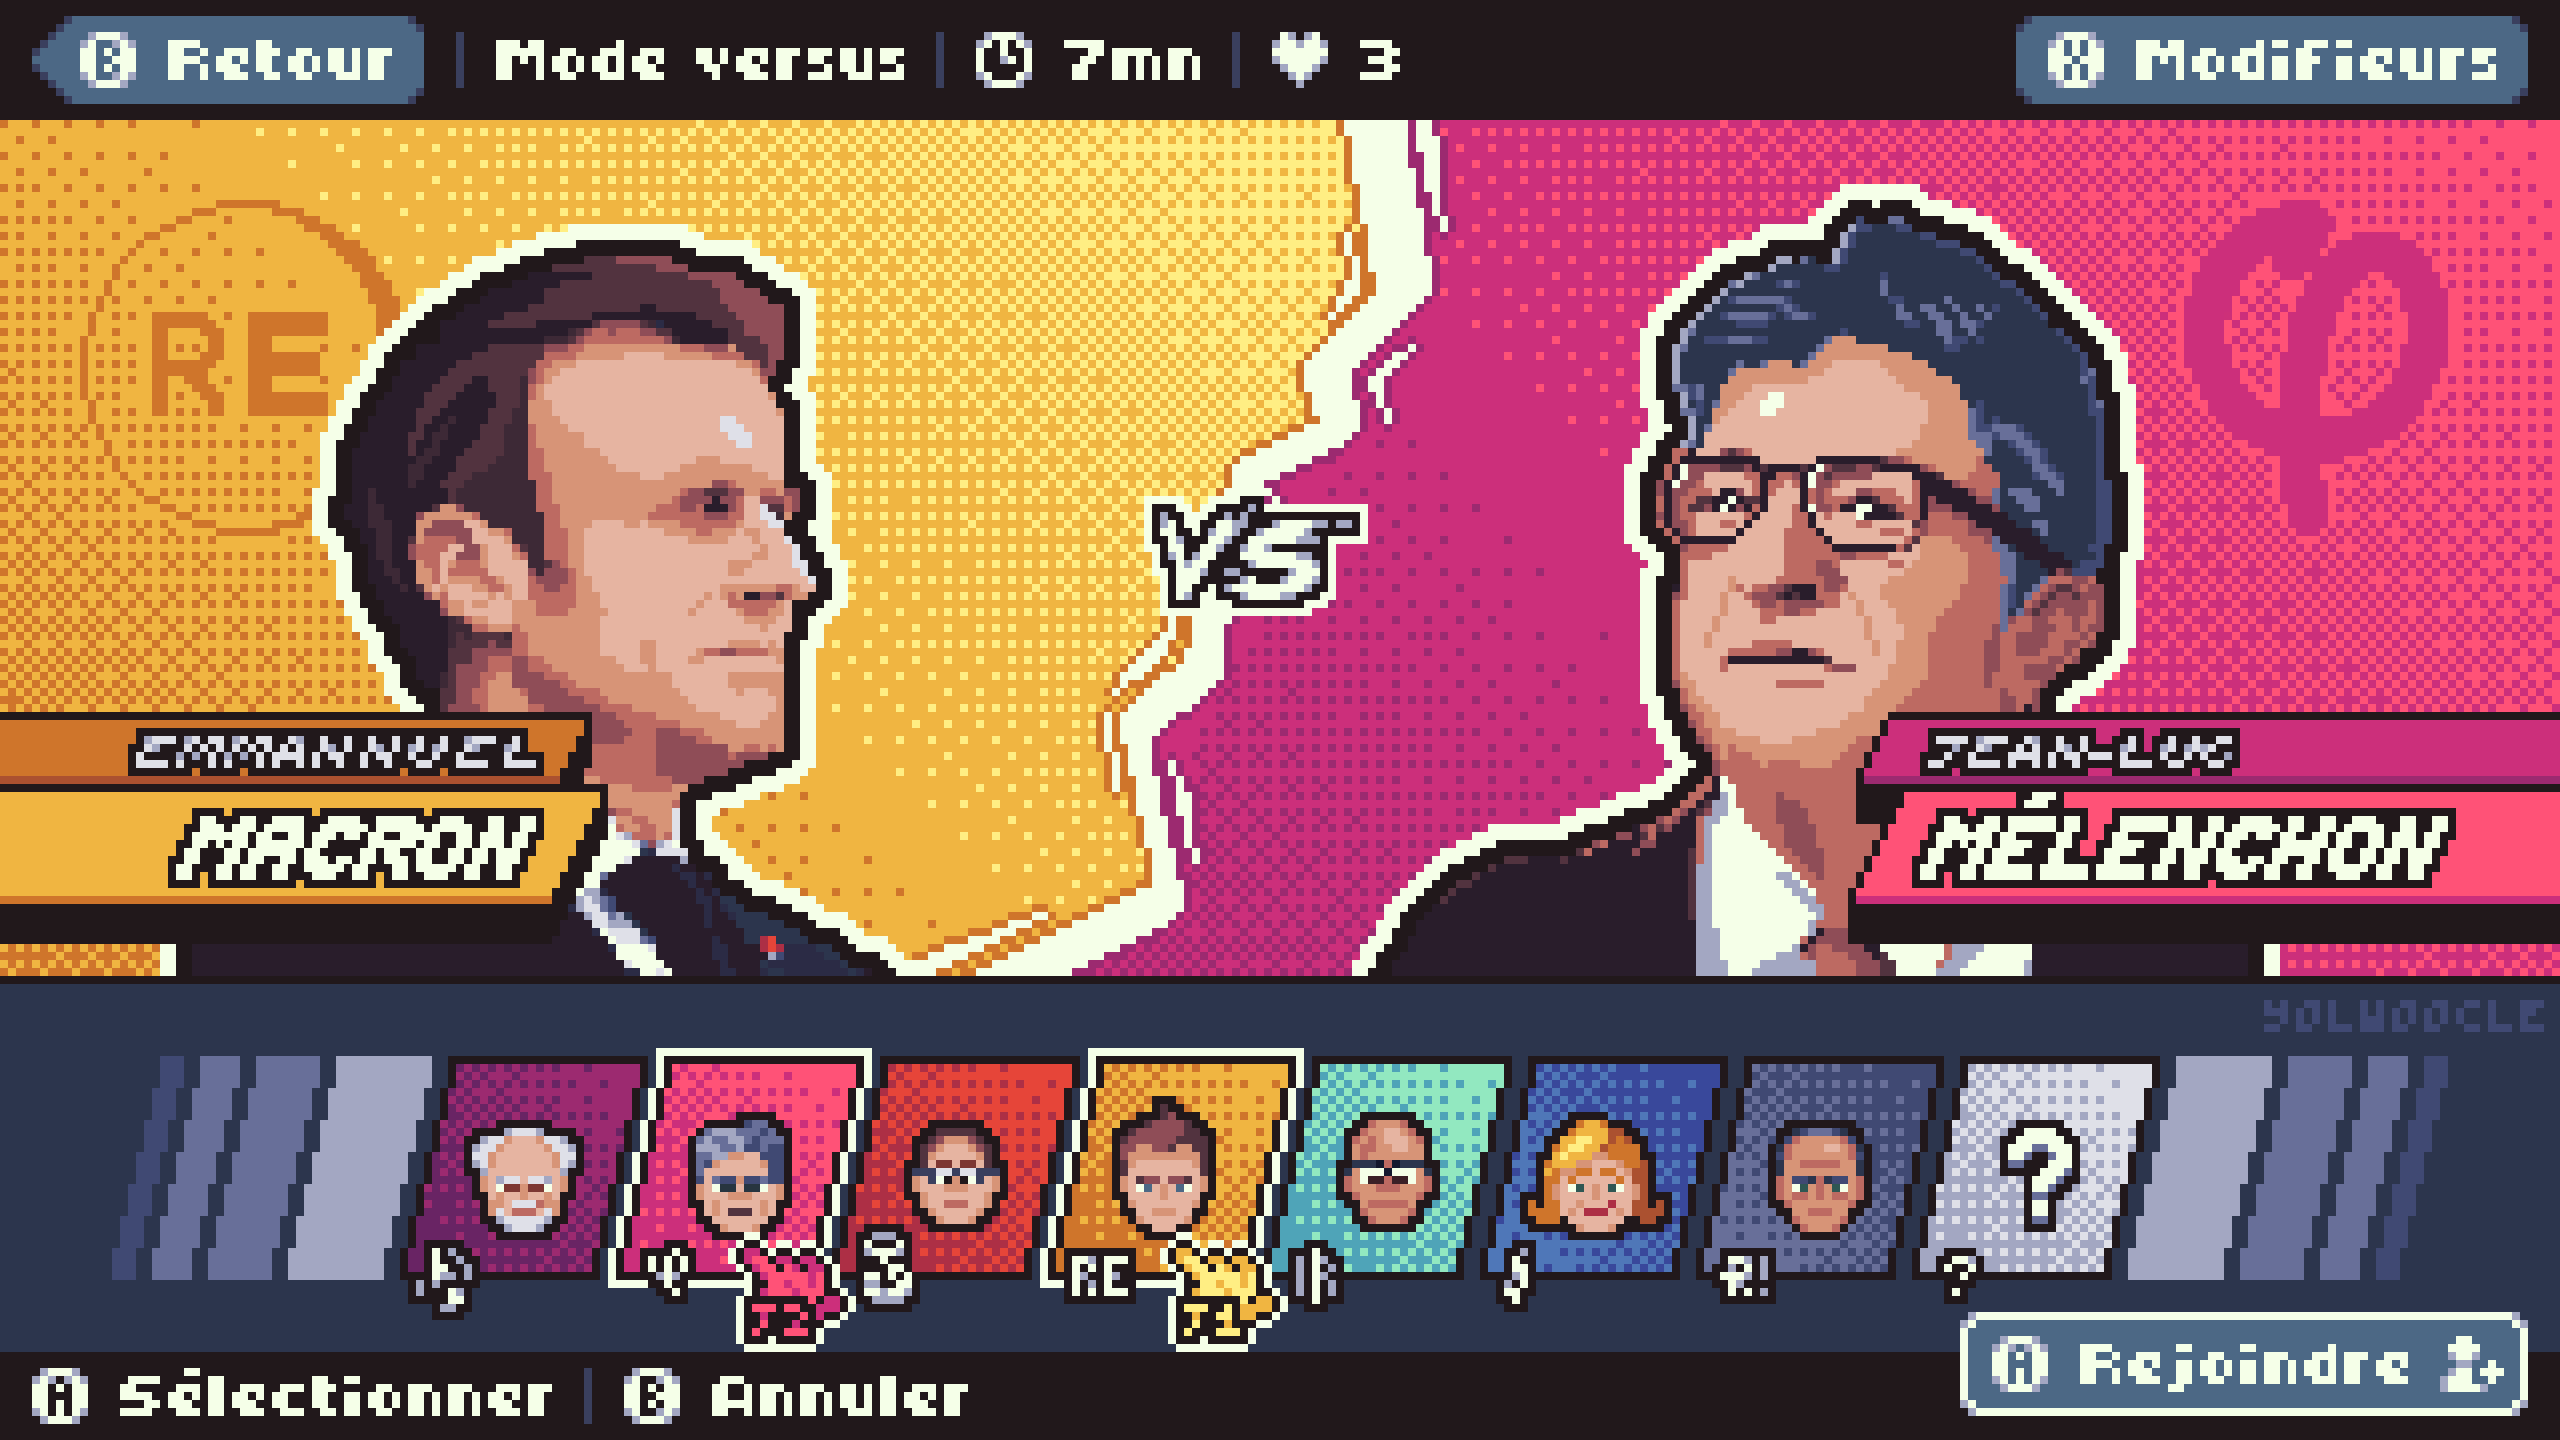 B Retour | Mode versus | 7mn | 3
X Modifieurs
RE
φ
VS
EMMANNUEL
MACRON
JEAN-LUC
MÉLENCHON
YOLWOOCLE
RE
?!
?
?
J2
J1
A Sélectionner | B Annuler
A Rejoindre